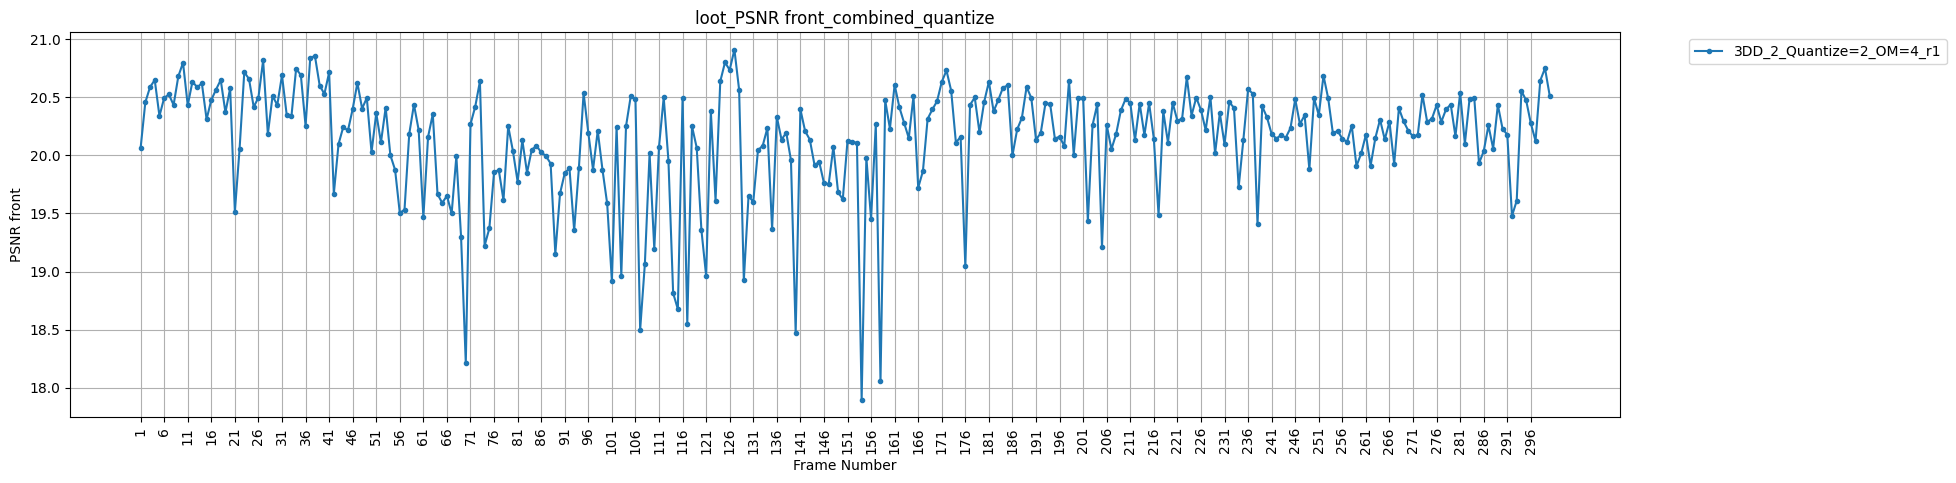 loot_PSNR front_combined_quantize
21.0
20.5
20.0
19.5
19.0
18.5
18.0
PSNR front
1 6 11 16 21 26 31 36 41 46 51 56 61 66 71 76 81 86 91 96 101 106 111 116 121 126 131 136 141 146 151 156 161 166 171 176 181 186 191 196 201 206 211 216 221 226 231 236 241 246 251 256 261 266 271 276 281 286 291 296
Frame Number
3DD_2_Quantize=2_OM=4_r1